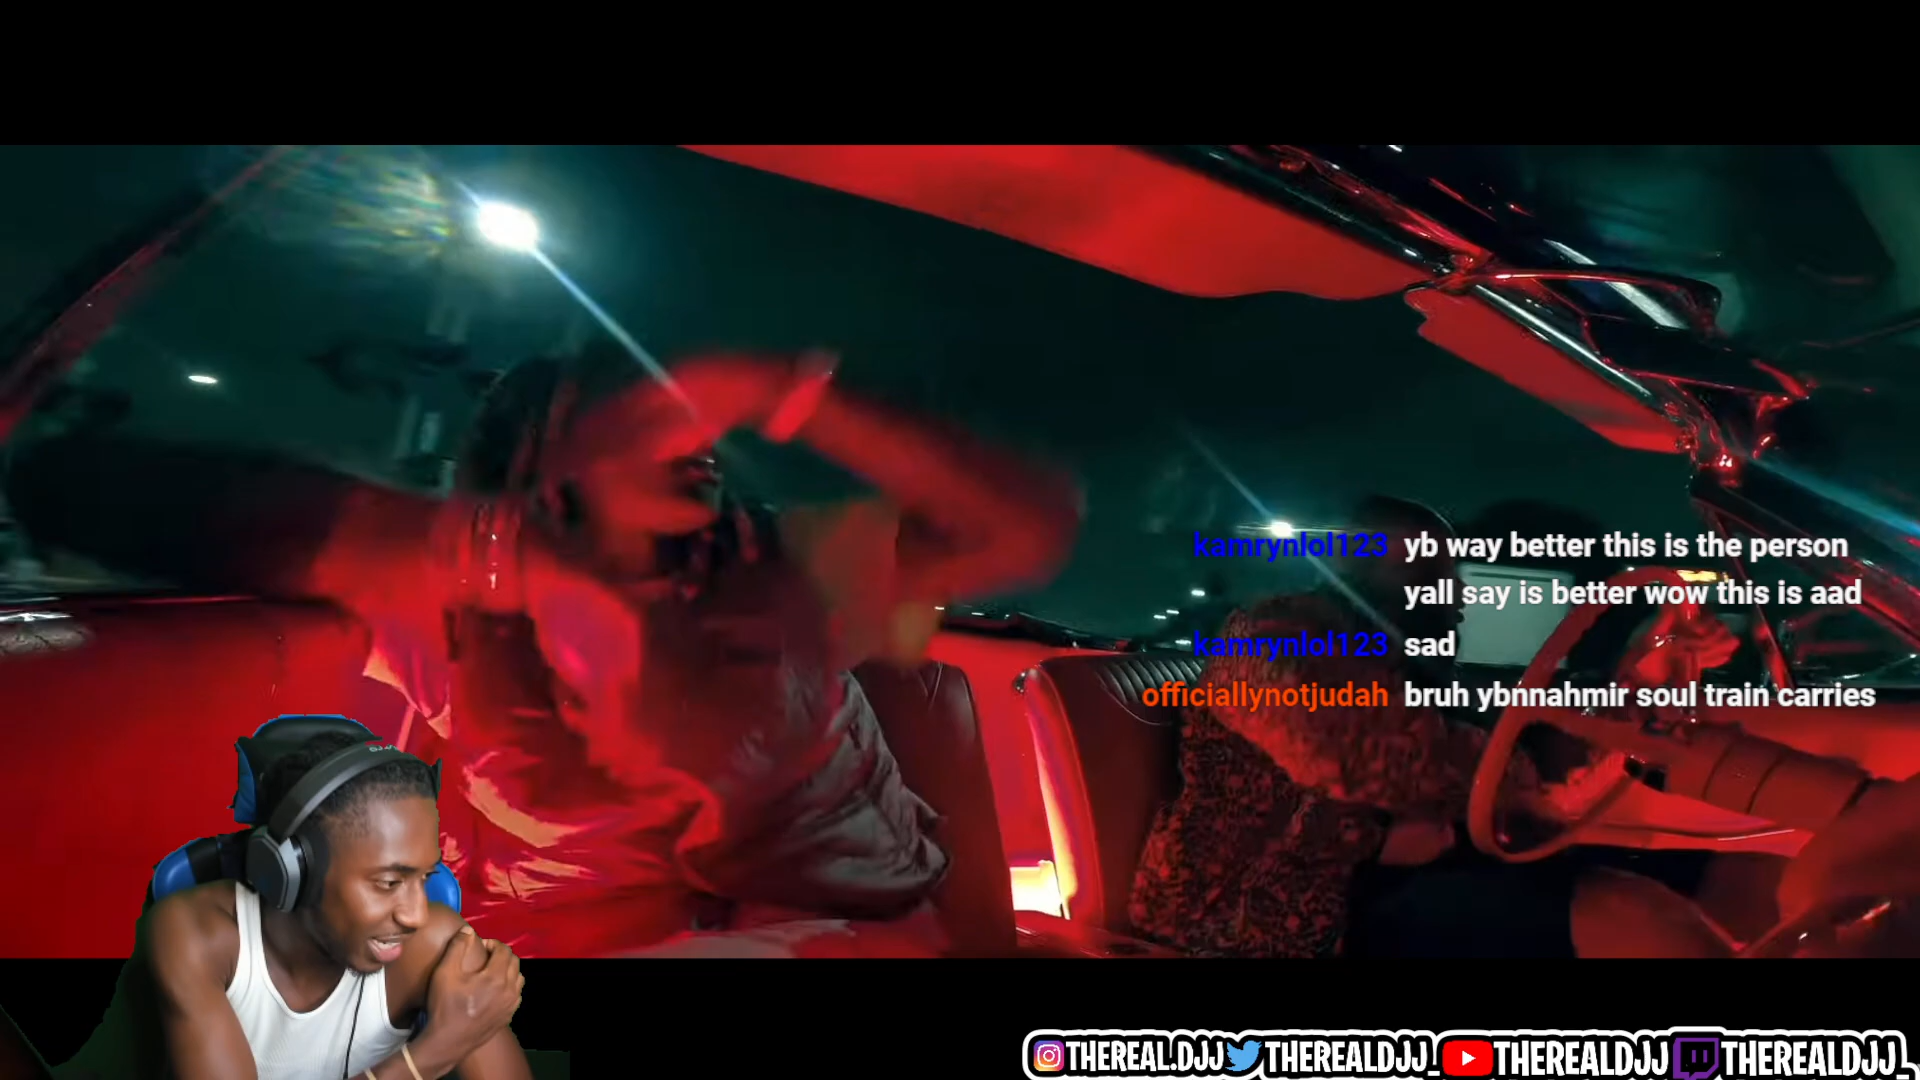 kamrynlol123 yb way better this is the person
yall say is better wow this is aad
kamrynlol123 sad
officiallynotjudah bruh ybnnahmir soul train carries
THEREAL.DJJ THEREALDJJ_ THEREALDJJ THEREALDJJ_